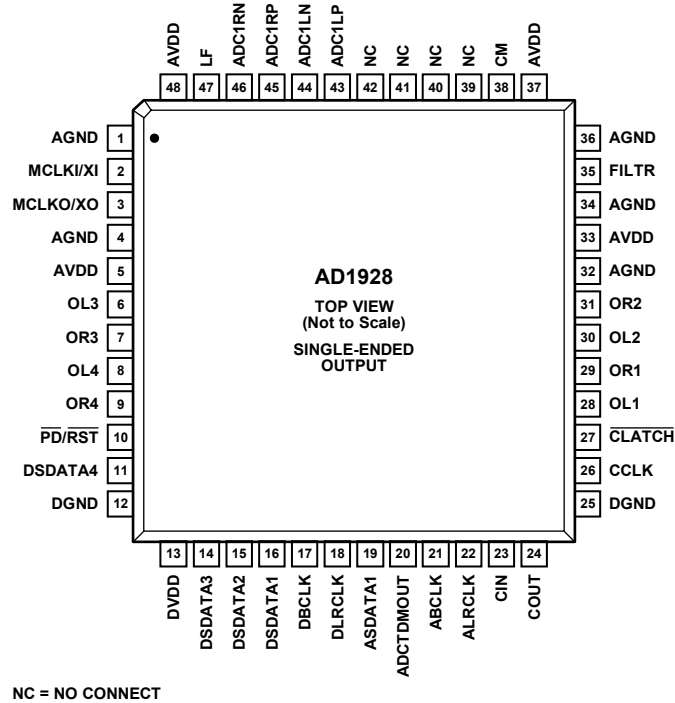 AVDD
LF
ADC1RN
ADC1RP
ADC1LN
ADC1LP
NC
NC
NC
NC
CM
AVDD
48 47 46 45 44 43 42 41 40 39 38 37
AGND 1
MCLKI/XI 2
MCLKO/XO 3
AGND 4
AVDD 5
OL3 6
OR3 7
OL4 8
OR4 9
PD/RST 10
DSDATA4 11
DGND 12
AD1928
TOP VIEW
(Not to Scale)
SINGLE-ENDED
OUTPUT
36 AGND
35 FILTR
34 AGND
33 AVDD
32 AGND
31 OR2
30 OL2
29 OR1
28 OL1
27 CLATCH
26 CCLK
25 DGND
13 14 15 16 17 18 19 20 21 22 23 24
DVDD
DSDATA3
DSDATA2
DSDATA1
DBCLK
DLRCLK
ASDATA1
ADCTDMOUT
ABCLK
ALRCLK
CIN
COUT
NC = NO CONNECT